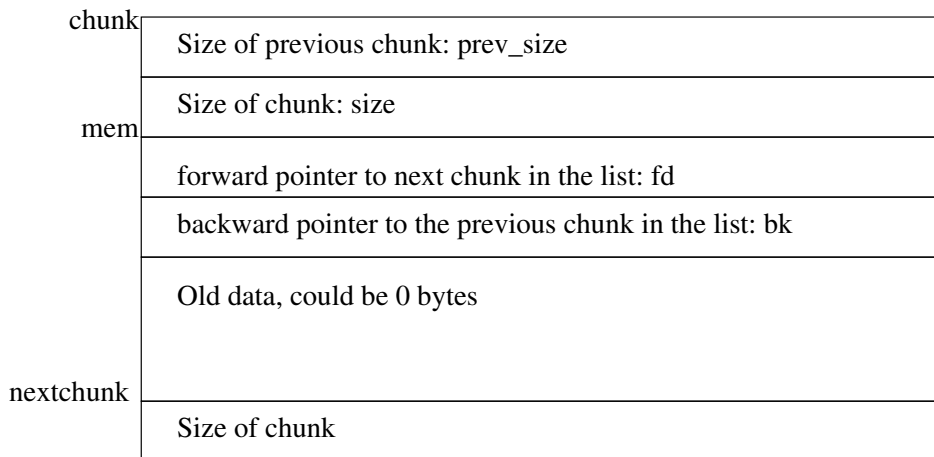 chunk
Size of previous chunk: prev_size
Size of chunk: size
mem
forward pointer to next chunk in the list: fd
backward pointer to the previous chunk in the list: bk
Old data, could be 0 bytes
nextchunk
Size of chunk